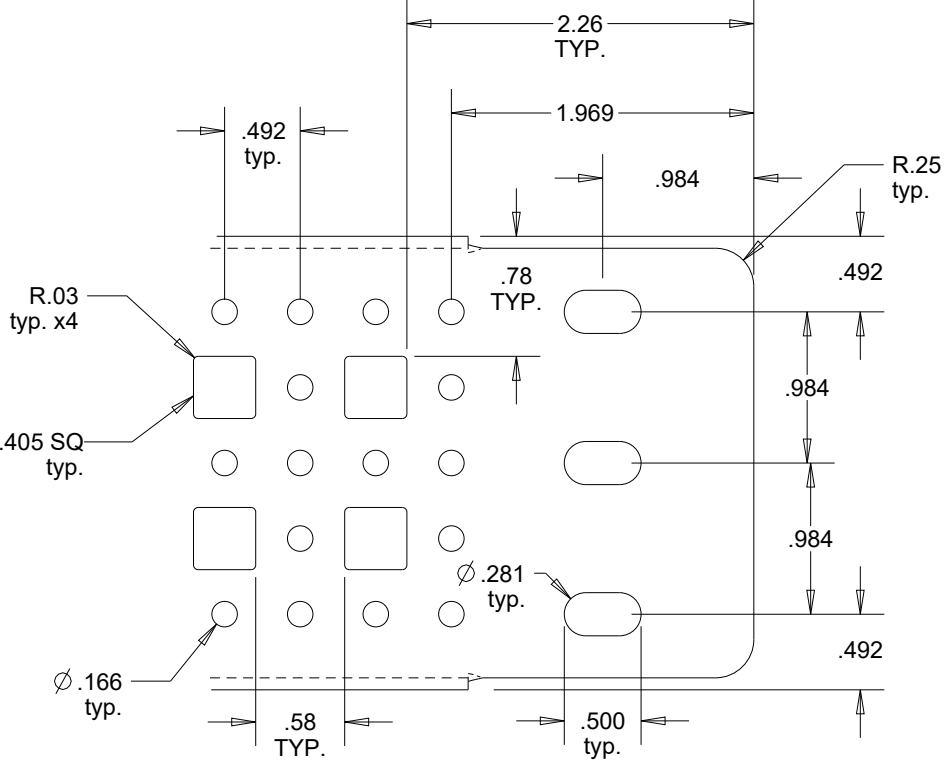 2.26
TYP.
1.969
.492
typ.
.984
R.25
typ.
.78
TYP.
.492
R.03
typ. x4
.984
.405 SQ
typ.
.984
Ø .281
typ.
.492
Ø .166
typ.
.58
TYP.
.500
typ.